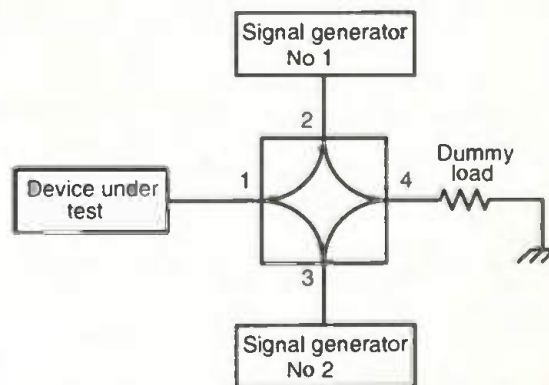 Signal generator
No 1
2
Dummy
load
1
4
Device under
test
3
Signal generator
No 2